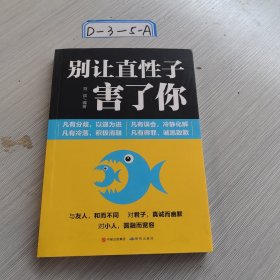 D-3-5-A
别让直性子
害了你
凡有分歧，以退为进 凡有误会，冷静化解
凡有冷落，积极消融 凡有得罪，诚恳致歉
与友人，和而不同 对君子，真诚而幽默
对小人，圆融而宽容